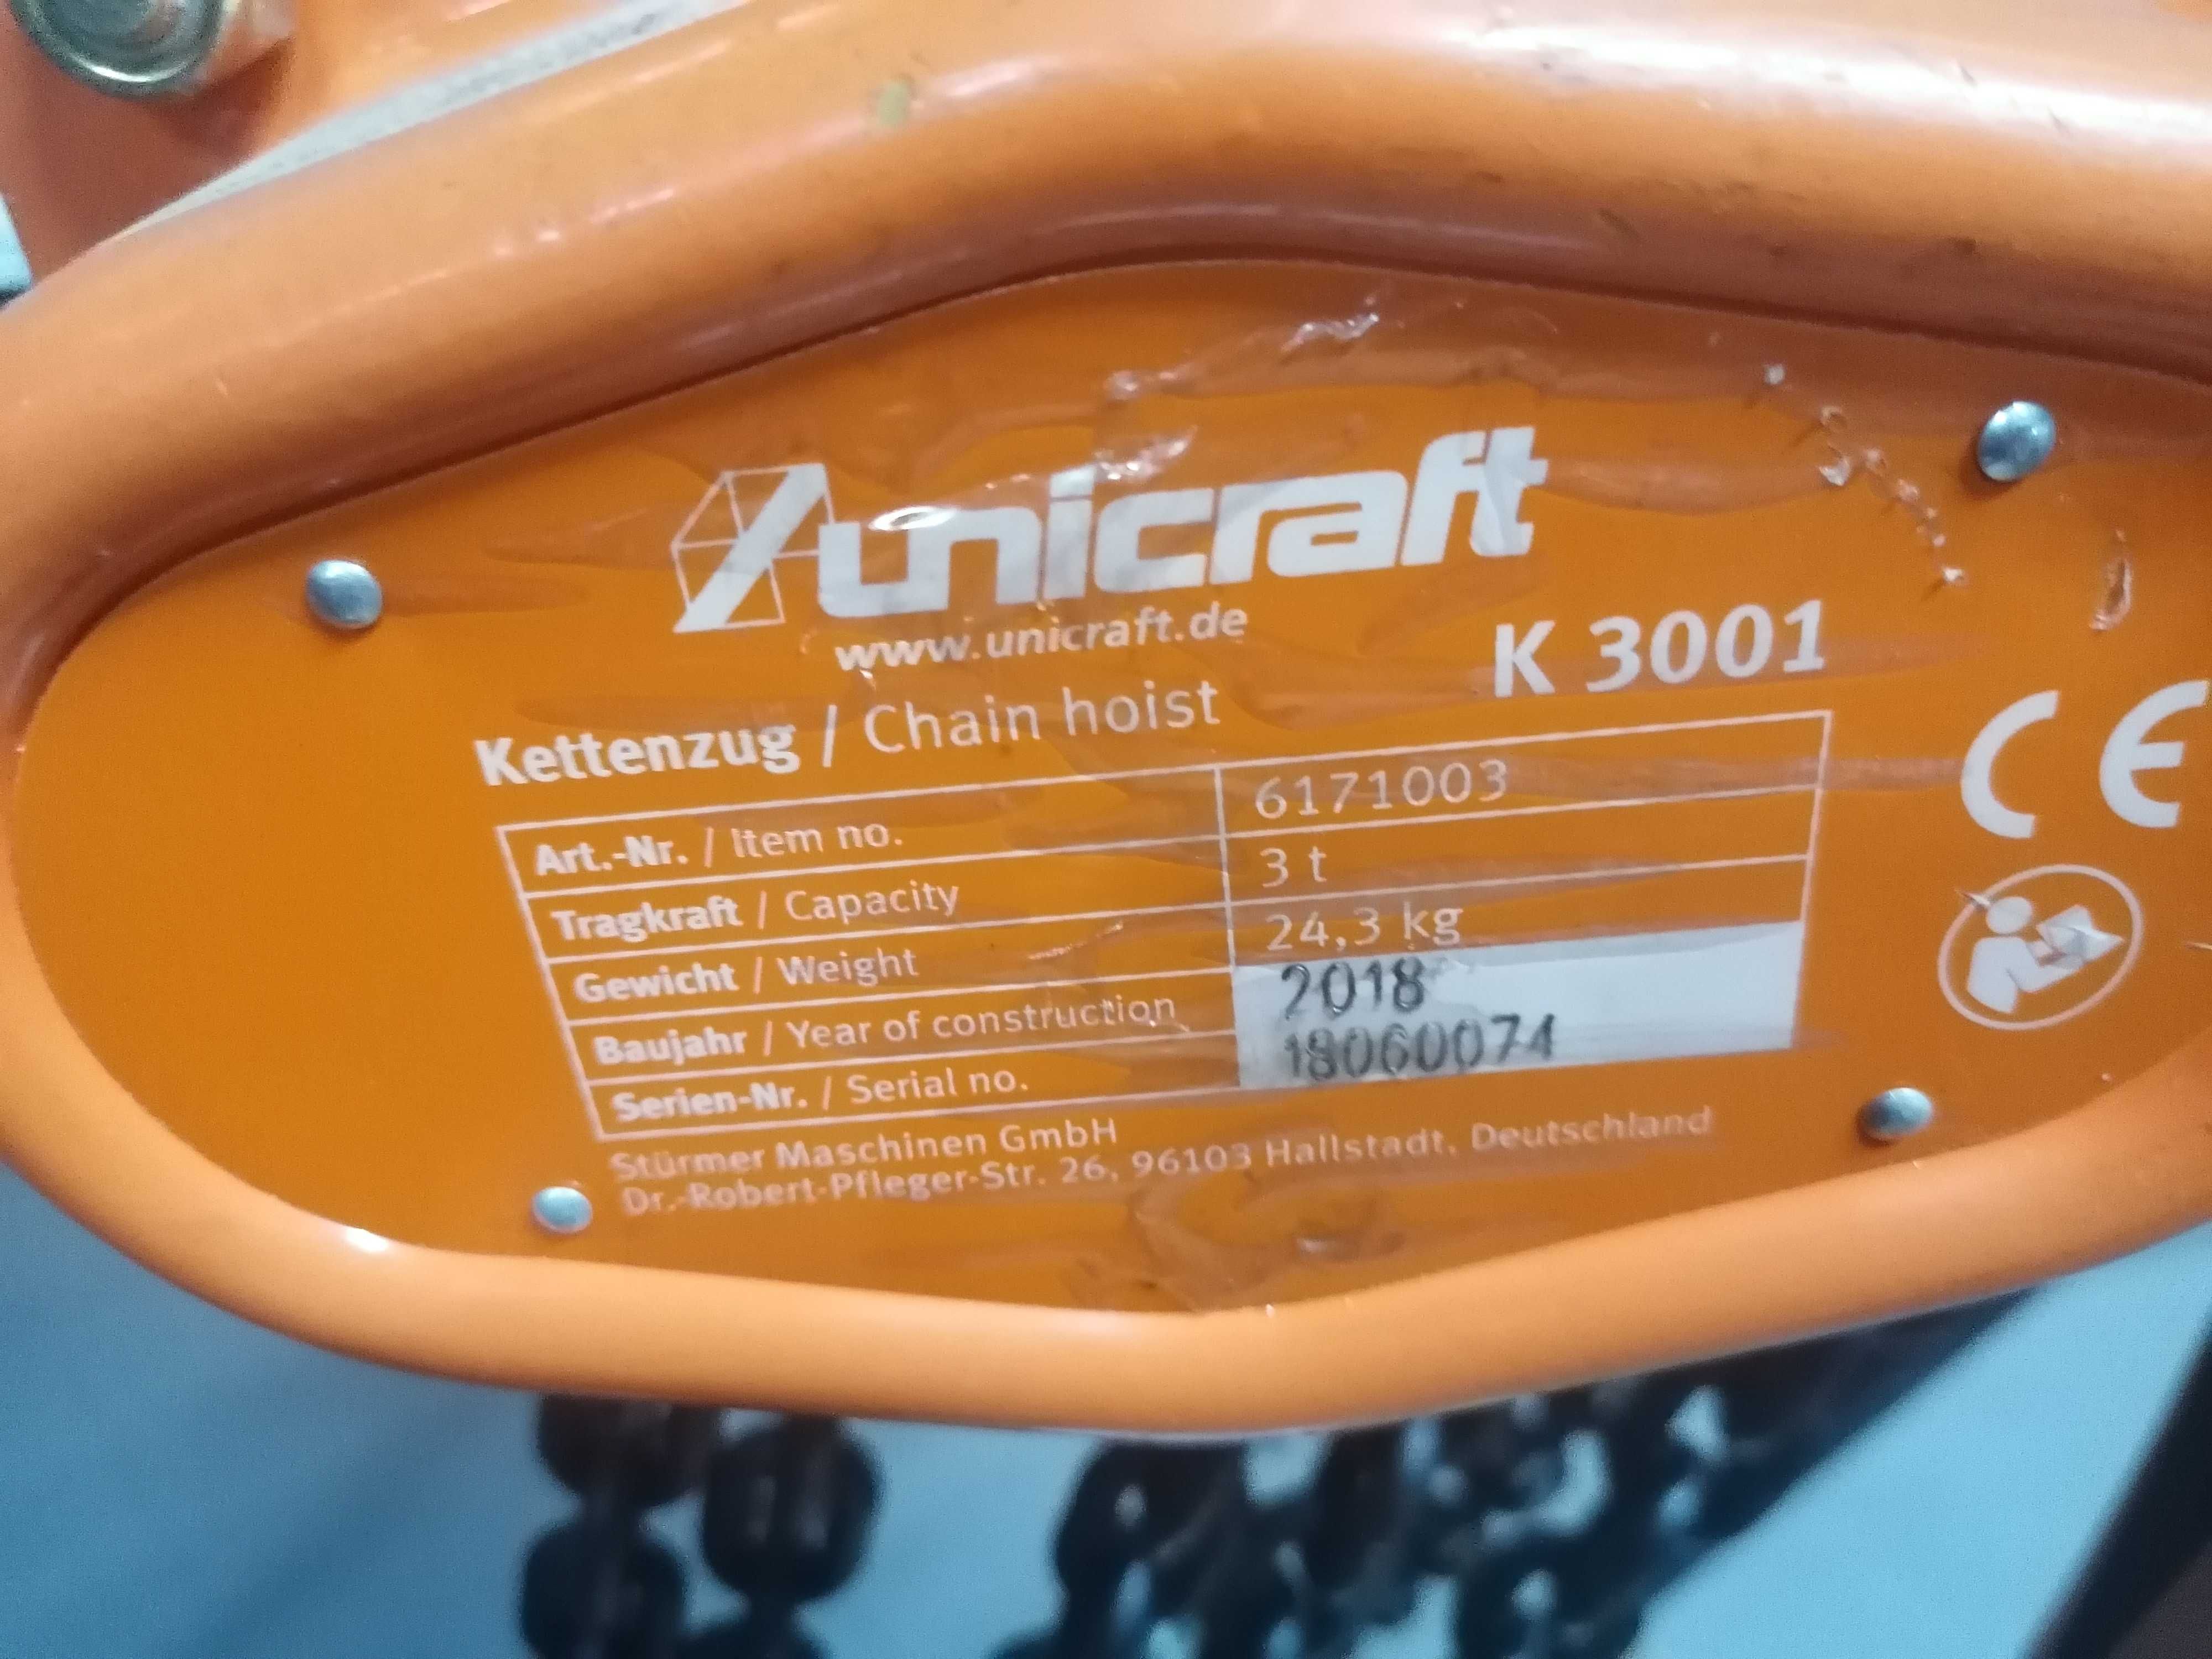 unicraft
www.unicraft.de
K 3001
Kettenzug / Chain hoist
Art.-Nr. / Item no. 6171003
Tragkraft / Capacity 3 t
Gewicht / Weight 24,3 kg
Baujahr / Year of construction 2018
Serien-Nr. / Serial no. 18060074
Stürmer Maschinen GmbH
Dr.-Robert-Pfleger-Str. 26, 96103 Hallstadt, Deutschland
CE